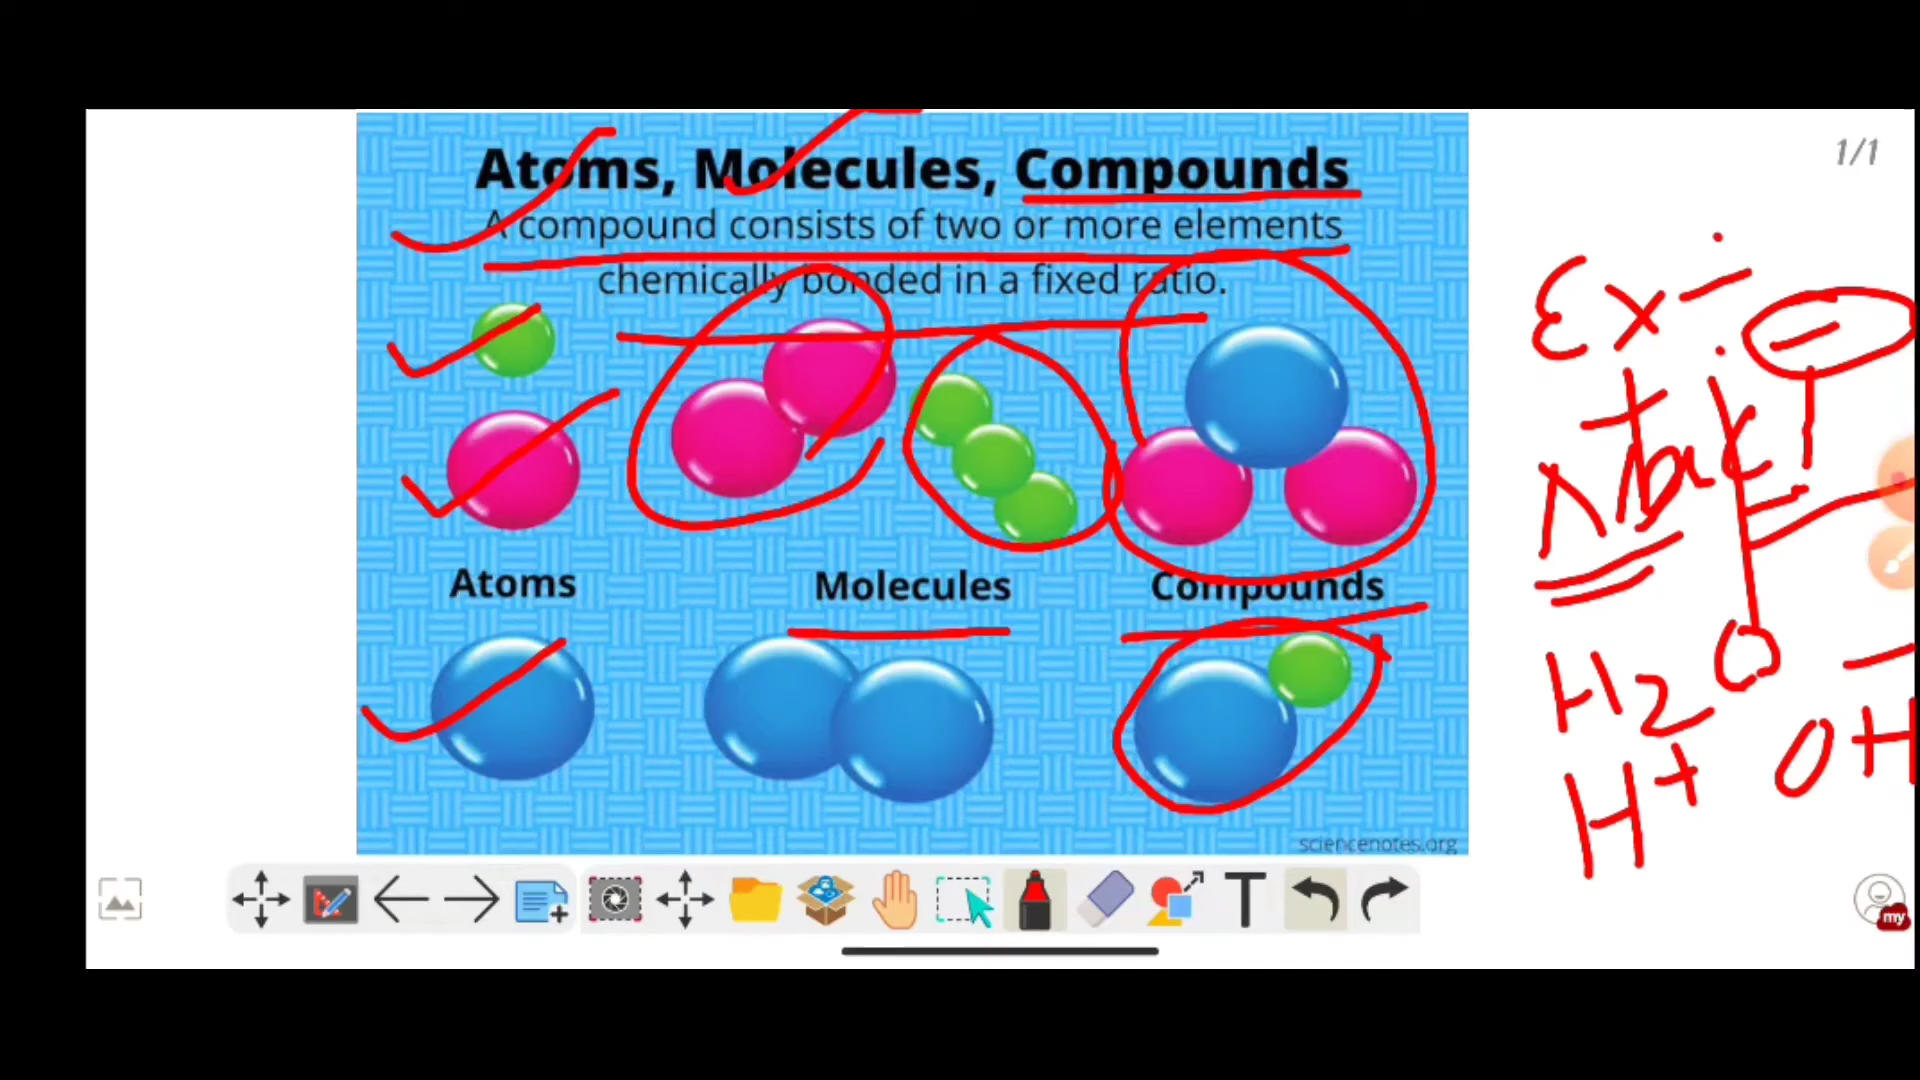 Atoms, Molecules, Compounds
A compound consists of two or more elements
chemically bonded in a fixed ratio.
Atoms
Molecules
Compounds
sciencenotes.org
1/1
Ex :-
H2O
H+ OH
T
my